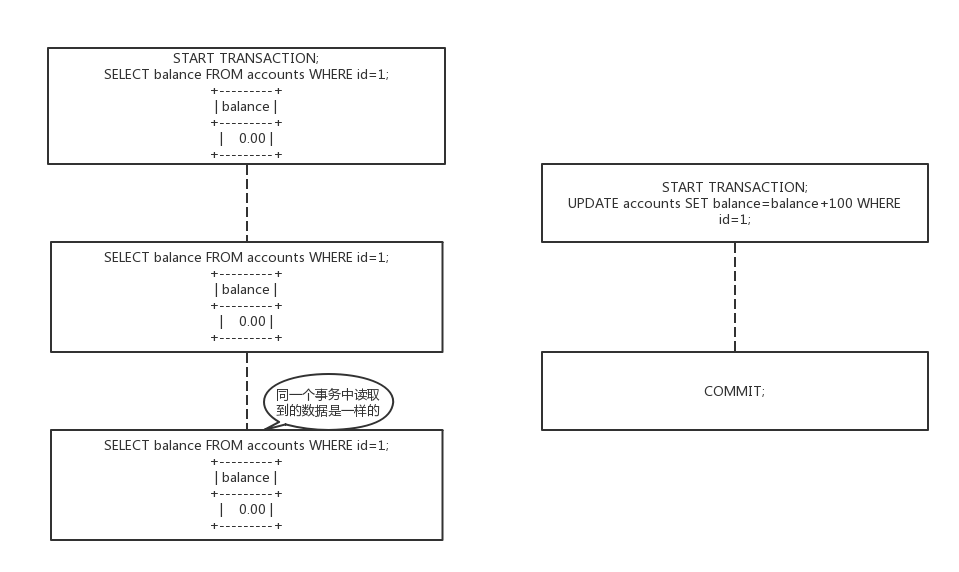 START TRANSACTION;
SELECT balance FROM accounts WHERE id=1;
+---------+
| balance |
+---------+
|    0.00 |
+---------+
START TRANSACTION;
UPDATE accounts SET balance=balance+100 WHERE
id=1;
SELECT balance FROM accounts WHERE id=1;
+---------+
| balance |
+---------+
|    0.00 |
+---------+
COMMIT;
同一个事务中读取
到的数据是一样的
SELECT balance FROM accounts WHERE id=1;
+---------+
| balance |
+---------+
|    0.00 |
+---------+